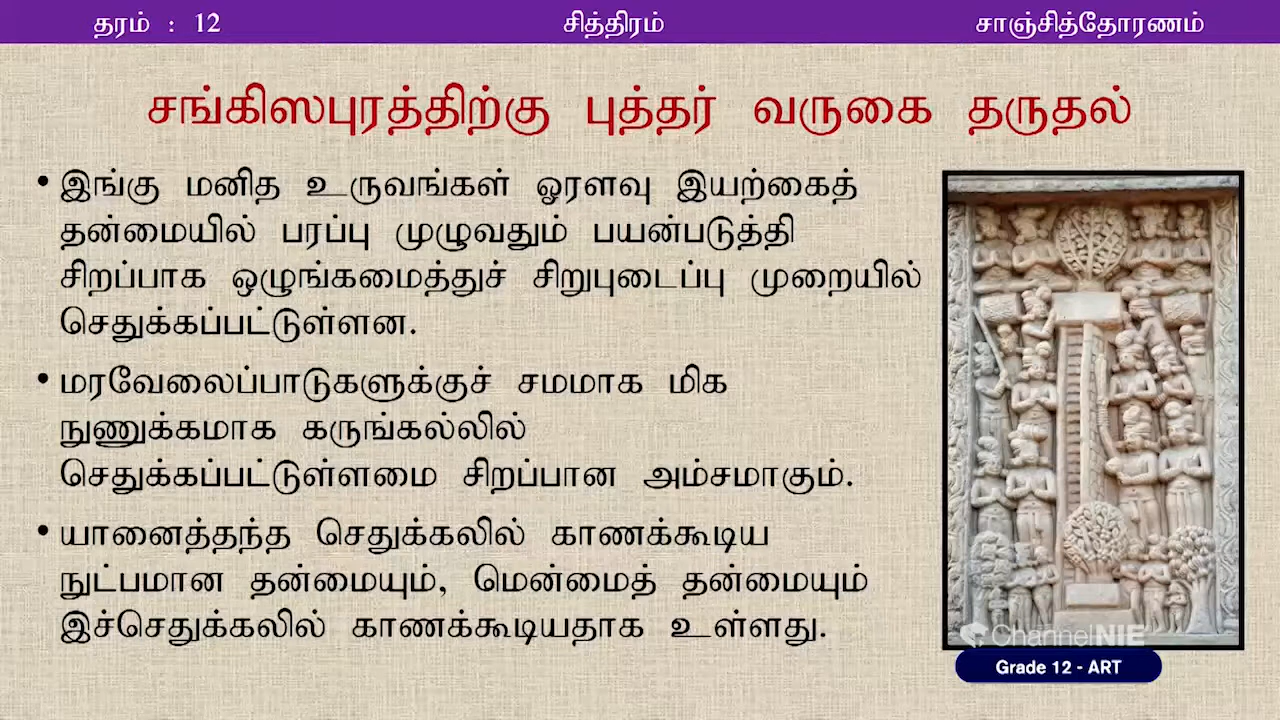 தரம் : 12
சித்திரம்
சாஞ்சித்தோரணம்
சங்கிஸபுரத்திற்கு புத்தர் வருகை தருதல்
• இங்கு மனித உருவங்கள் ஓரளவு இயற்கைத்
தன்மையில் பரப்பு முழுவதும் பயன்படுத்தி
சிறப்பாக ஒழுங்கமைத்துச் சிறுபுடைப்பு முறையில்
செதுக்கப்பட்டுள்ளன.
• மரவேலைப்பாடுகளுக்குச் சமமாக மிக
நுணுக்கமாக கருங்கல்லில்
செதுக்கப்பட்டுள்ளமை சிறப்பான அம்சமாகும்.
• யானைத்தந்த செதுக்கலில் காணக்கூடிய
நுட்பமான தன்மையும், மென்மைத் தன்மையும்
இச்செதுக்கலில் காணக்கூடியதாக உள்ளது.
ChannelNIE
Grade 12 - ART